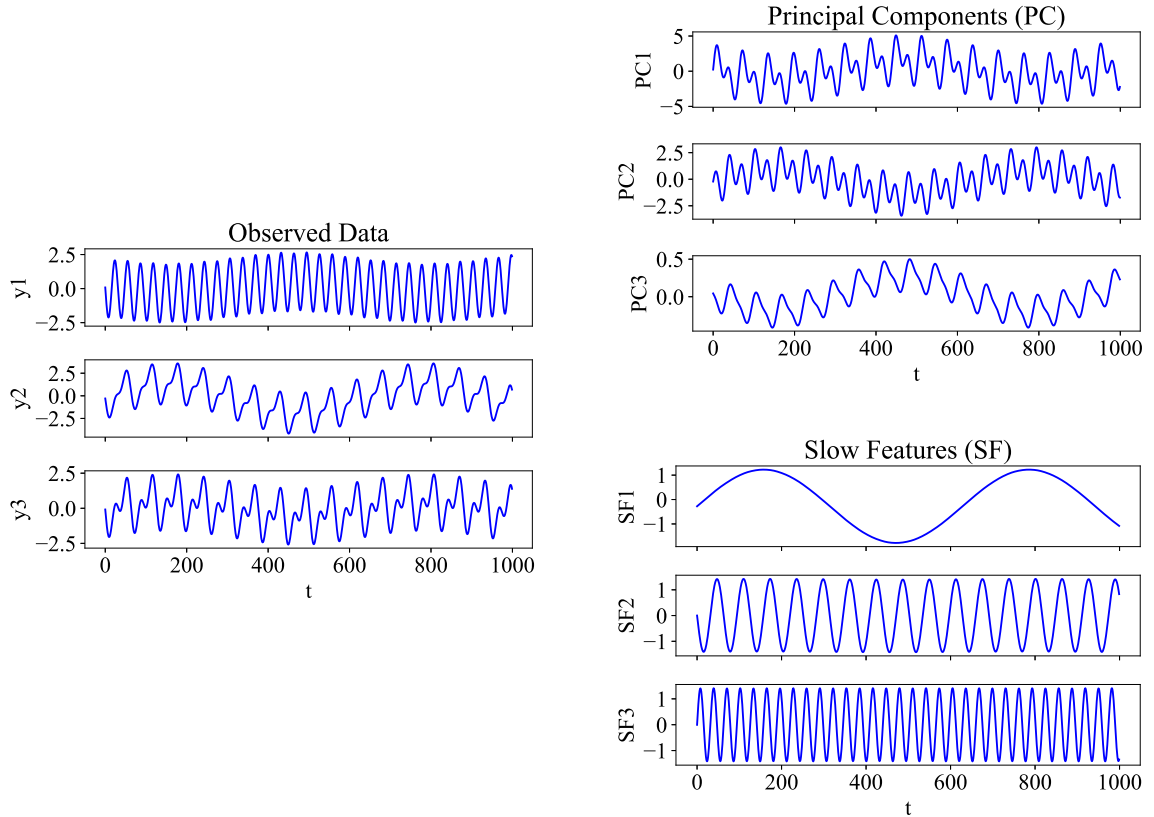 Observed Data
y1
2.5
0.0
−2.5
y2
2.5
0.0
−2.5
y3
2.5
0.0
−2.5
0 200 400 600 800 1000
t
Principal Components (PC)
PC1
5
0
−5
PC2
2.5
0.0
−2.5
PC3
0.5
0.0
0 200 400 600 800 1000
t
Slow Features (SF)
SF1
1
0
−1
SF2
1
0
−1
SF3
1
0
−1
0 200 400 600 800 1000
t